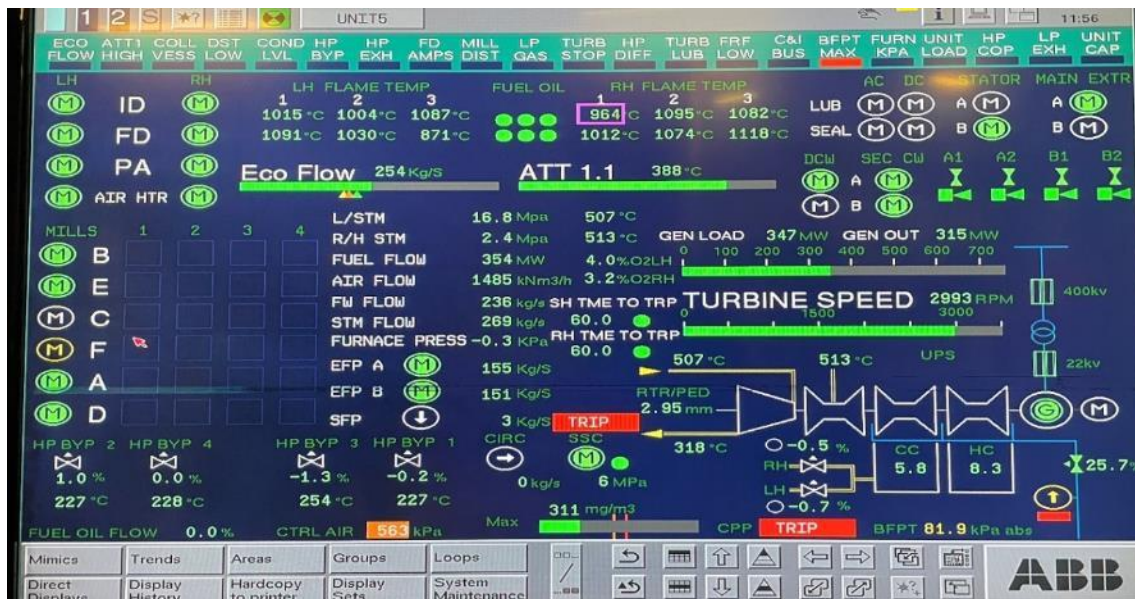 1 2 S *? UNIT5 i 11:56
ECO FLOW ATT1 HIGH COLL VESS DST LOW COND LVL HP BYP HP EXH FD AMPS MILL DIST LP GAS TURB STOP HP DIFF TURB LUB FRF LOW C&I BUS BFPT MAX FURN KPA UNIT LOAD HP COP LP EXH UNIT CAP
LH RH LH FLAME TEMP FUEL OIL RH FLAME TEMP AC DC STATOR MAIN EXTR
1 2 3 1 2 3
M ID M 1015 °C 1004 °C 1087 °C 964 °C 1095 °C 1082 °C LUB M M A M A M
M FD M 1091 °C 1030 °C 871 °C 1012 °C 1074 °C 1118 °C SEAL M M B M B M
M PA M Eco Flow 254 Kg/S ATT 1.1 388 °C DCW SEC CW A1 A2 B1 B2
M AIR HTR M M A M
M B M
MILLS 1 2 3 4
M B
M E
M C
M F
M A
M D
L/STM 16.8 Mpa 507 °C
R/H STM 2.4 Mpa 513 °C
FUEL FLOW 354 MW 4.0 %O2LH
AIR FLOW 1485 kNm3/h 3.2 %O2RH
FW FLOW 236 kg/s SH TME TO TRP
STM FLOW 269 kg/s 60.0
FURNACE PRESS -0.3 KPa RH TME TO TRP
60.0
EFP A M 155 Kg/S
EFP B M 151 Kg/S
SFP 3 Kg/S TRIP
GEN LOAD 347 MW GEN OUT 315 MW
0 100 200 300 400 500 600 700
TURBINE SPEED 2993 RPM
0 1500 3000
400kv
22kv
507 °C 513 °C UPS
RTR/PED
2.95 mm
G M
318 °C
HP BYP 2 HP BYP 4 HP BYP 3 HP BYP 1
1.0 % 0.0 % -1.3 % -0.2 %
227 °C 228 °C 254 °C 227 °C
CIRC SSC
M
0 kg/s 6 MPa
-0.5 %
RH
LH
-0.7 %
CC HC
5.8 8.3
25.7
Max 311 mg/m3
FUEL OIL FLOW 0.0 % CTRL AIR 563 kPa CPP TRIP BFPT 81.9 kPa abs
Mimics Trends Areas Groups Loops
Direct Displays Display History Hardcopy to printer Display Sets System Maintenance
ABB